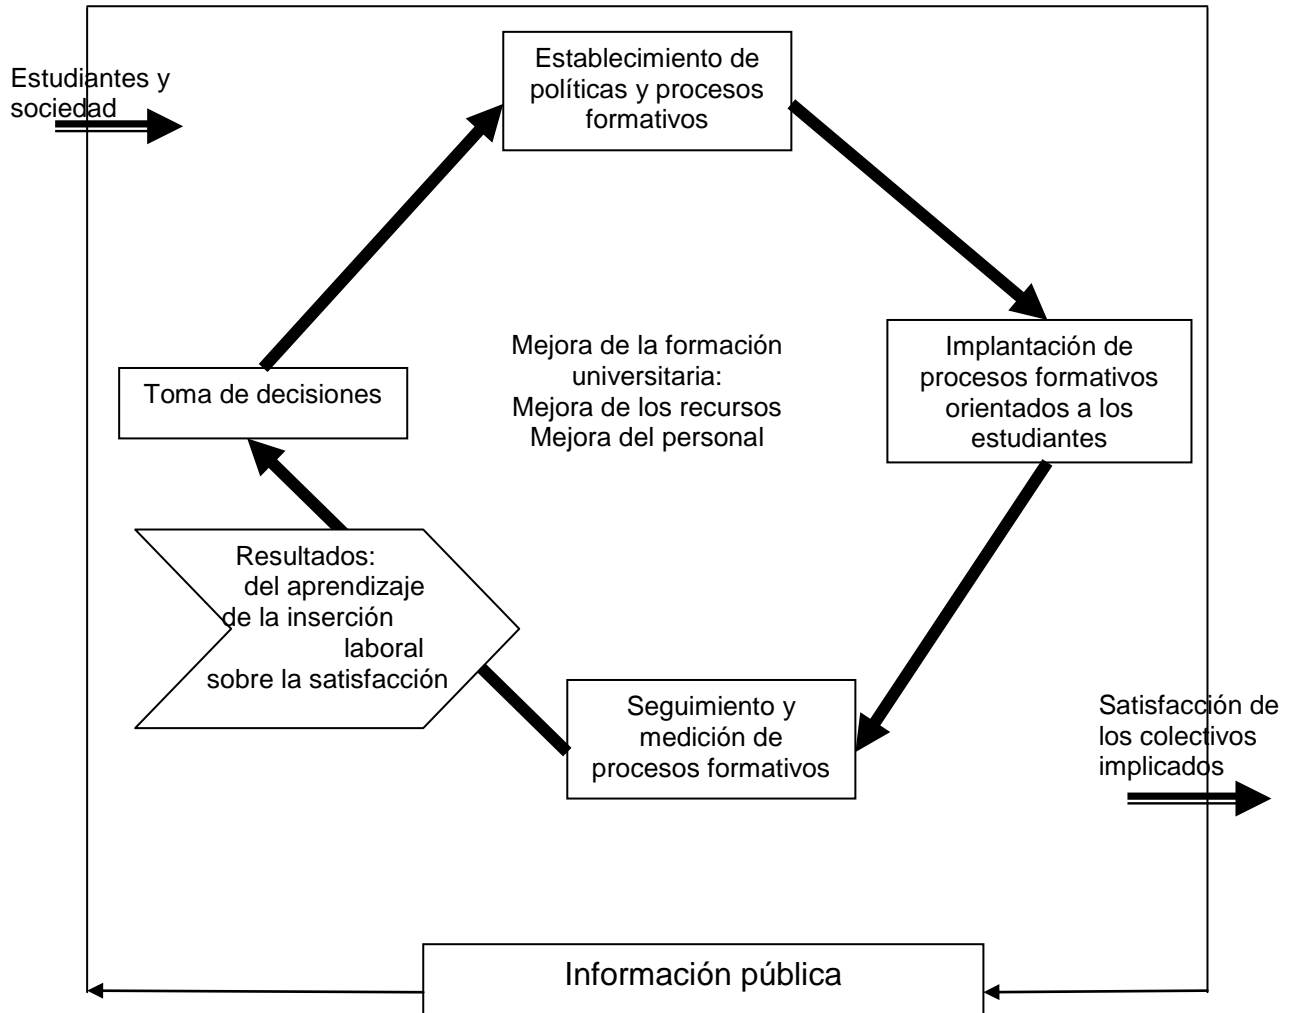 Estudiantes y
sociedad
Establecimiento de
políticas y procesos
formativos
Mejora de la formación
universitaria:
Mejora de los recursos
Mejora del personal
Implantación de
procesos formativos
orientados a los
estudiantes
Toma de decisiones
Resultados:
del aprendizaje
de la inserción
laboral
sobre la satisfacción
Seguimiento y
medición de
procesos formativos
Satisfacción de
los colectivos
implicados
Información pública